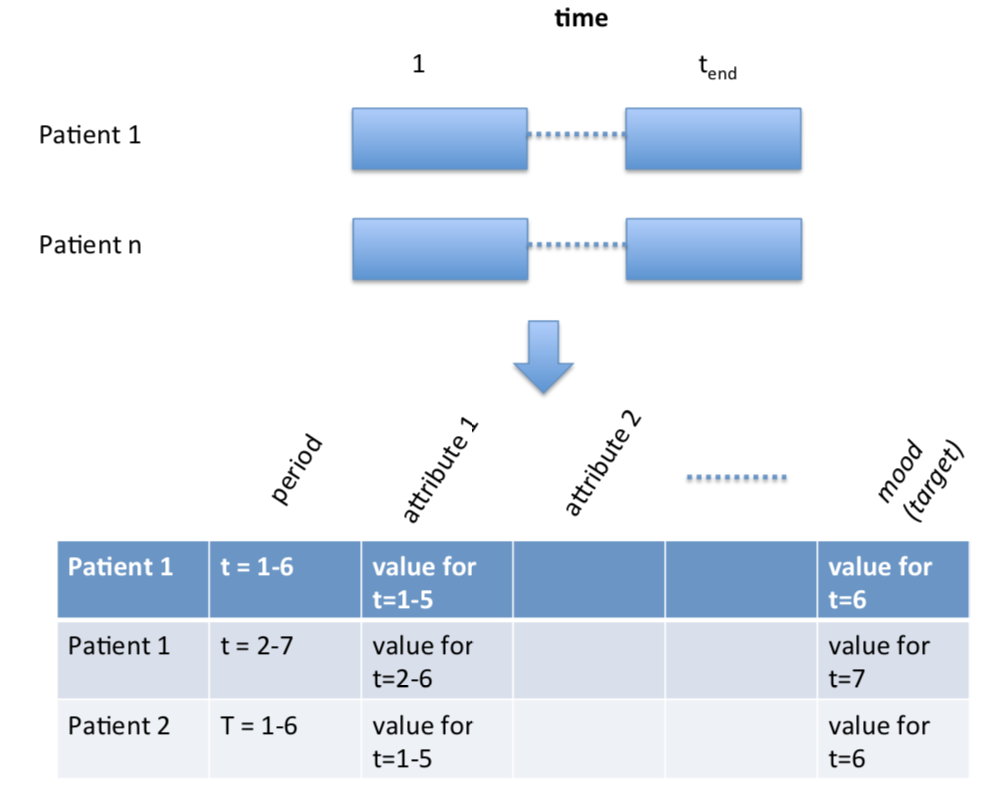 time
1 t_end
Patient 1
Patient n
period attribute 1 attribute 2 mood (target)
Patient 1 t = 1-6 value for t=1-5 value for t=6
Patient 1 t = 2-7 value for t=2-6 value for t=7
Patient 2 T = 1-6 value for t=1-5 value for t=6